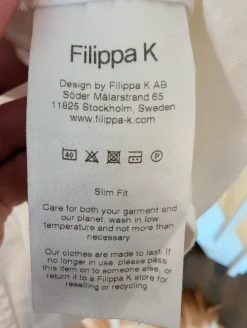 Filippa K
Design by Filippa K AB
Söder Mälarstrand 65
11825 Stockholm, Sweden
www.filippa-k.com
40
P
Slim Fit
Care for both your garment and
our planet, wash in low
temperature and not more than
necessary
Our clothes are made to last. If
no longer in use, please pass
this item on to someone else, or
return it to a Filippa K store for
reselling or recycling